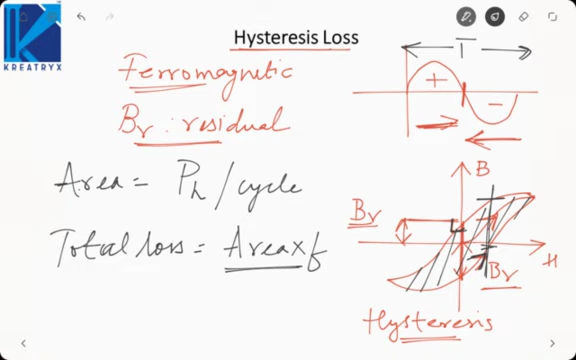 Hysteresis Loss
KREATRYX
Ferromagnetic
Br : residual
Area = Ph / cycle
Total loss = Area x f
T
+
-
B
Br
H
Br
Hysteresis